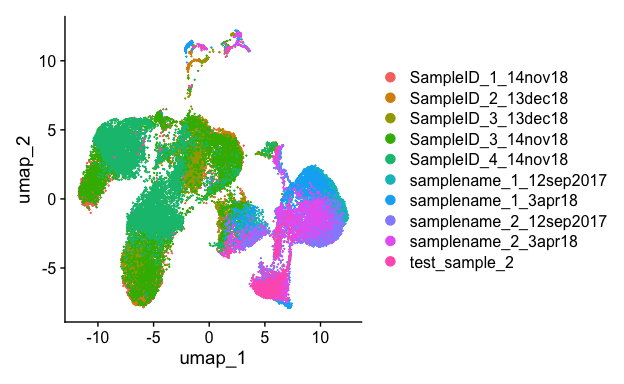 umap_2
10
5
0
-5
-10
-5
0
5
10
umap_1
SampleID_1_14nov18
SampleID_2_13dec18
SampleID_3_13dec18
SampleID_3_14nov18
SampleID_4_14nov18
samplename_1_12sep2017
samplename_1_3apr18
samplename_2_12sep2017
samplename_2_3apr18
test_sample_2